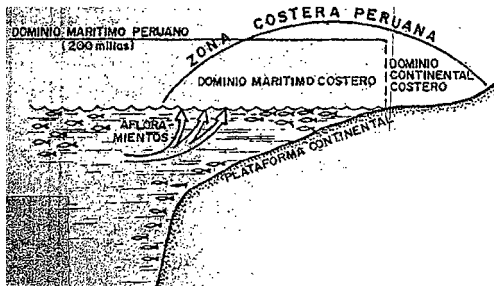 ZONA COSTERA PERUANA
DOMINIO MARITIMO PERUANO
(200 millas)
DOMINIO MARITIMO COSTERO
DOMINIO
CONTINENTAL
COSTERO
AFLORA
MIENTOS
PLATAFORMA CONTINENTAL